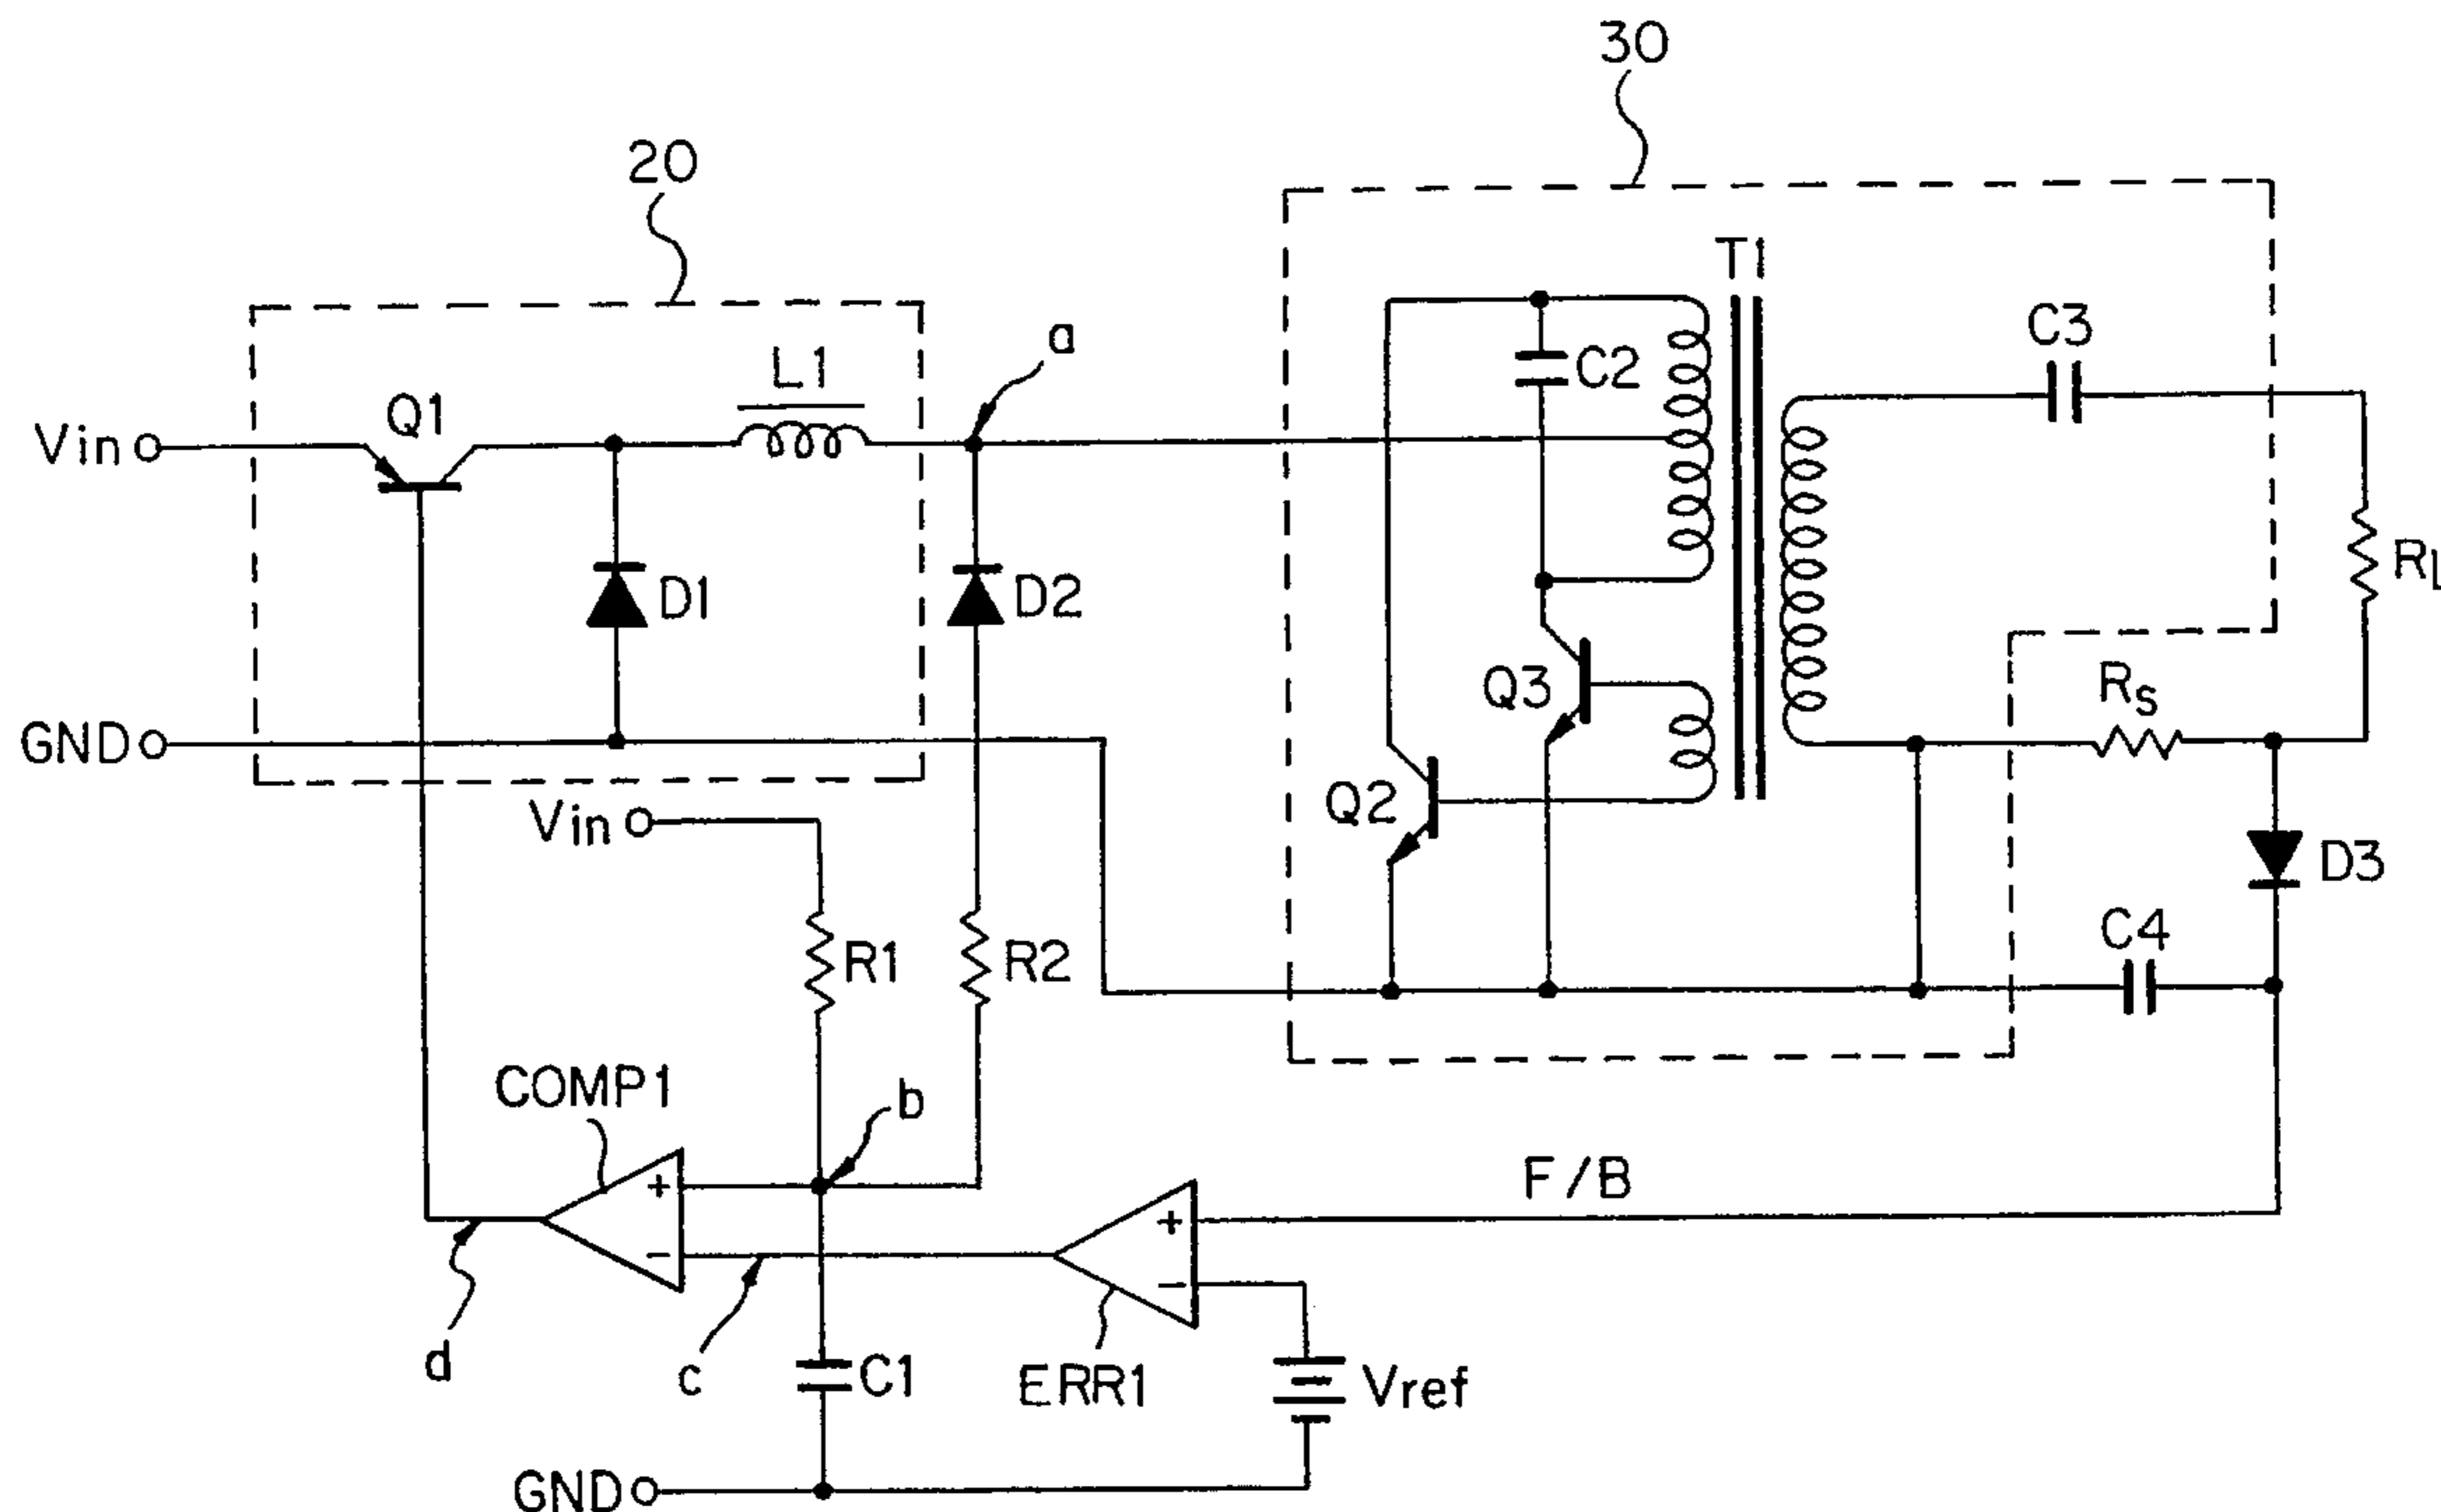 30
20
T1
a
C3
L1
C2
Q1
Vin
RL
D1
D2
Q3
Rs
GND
Vin
Q2
D3
C4
R1
R2
COMP1
b
F/B
+
+
−
−
d
c
C1
ERR1
Vref
GND